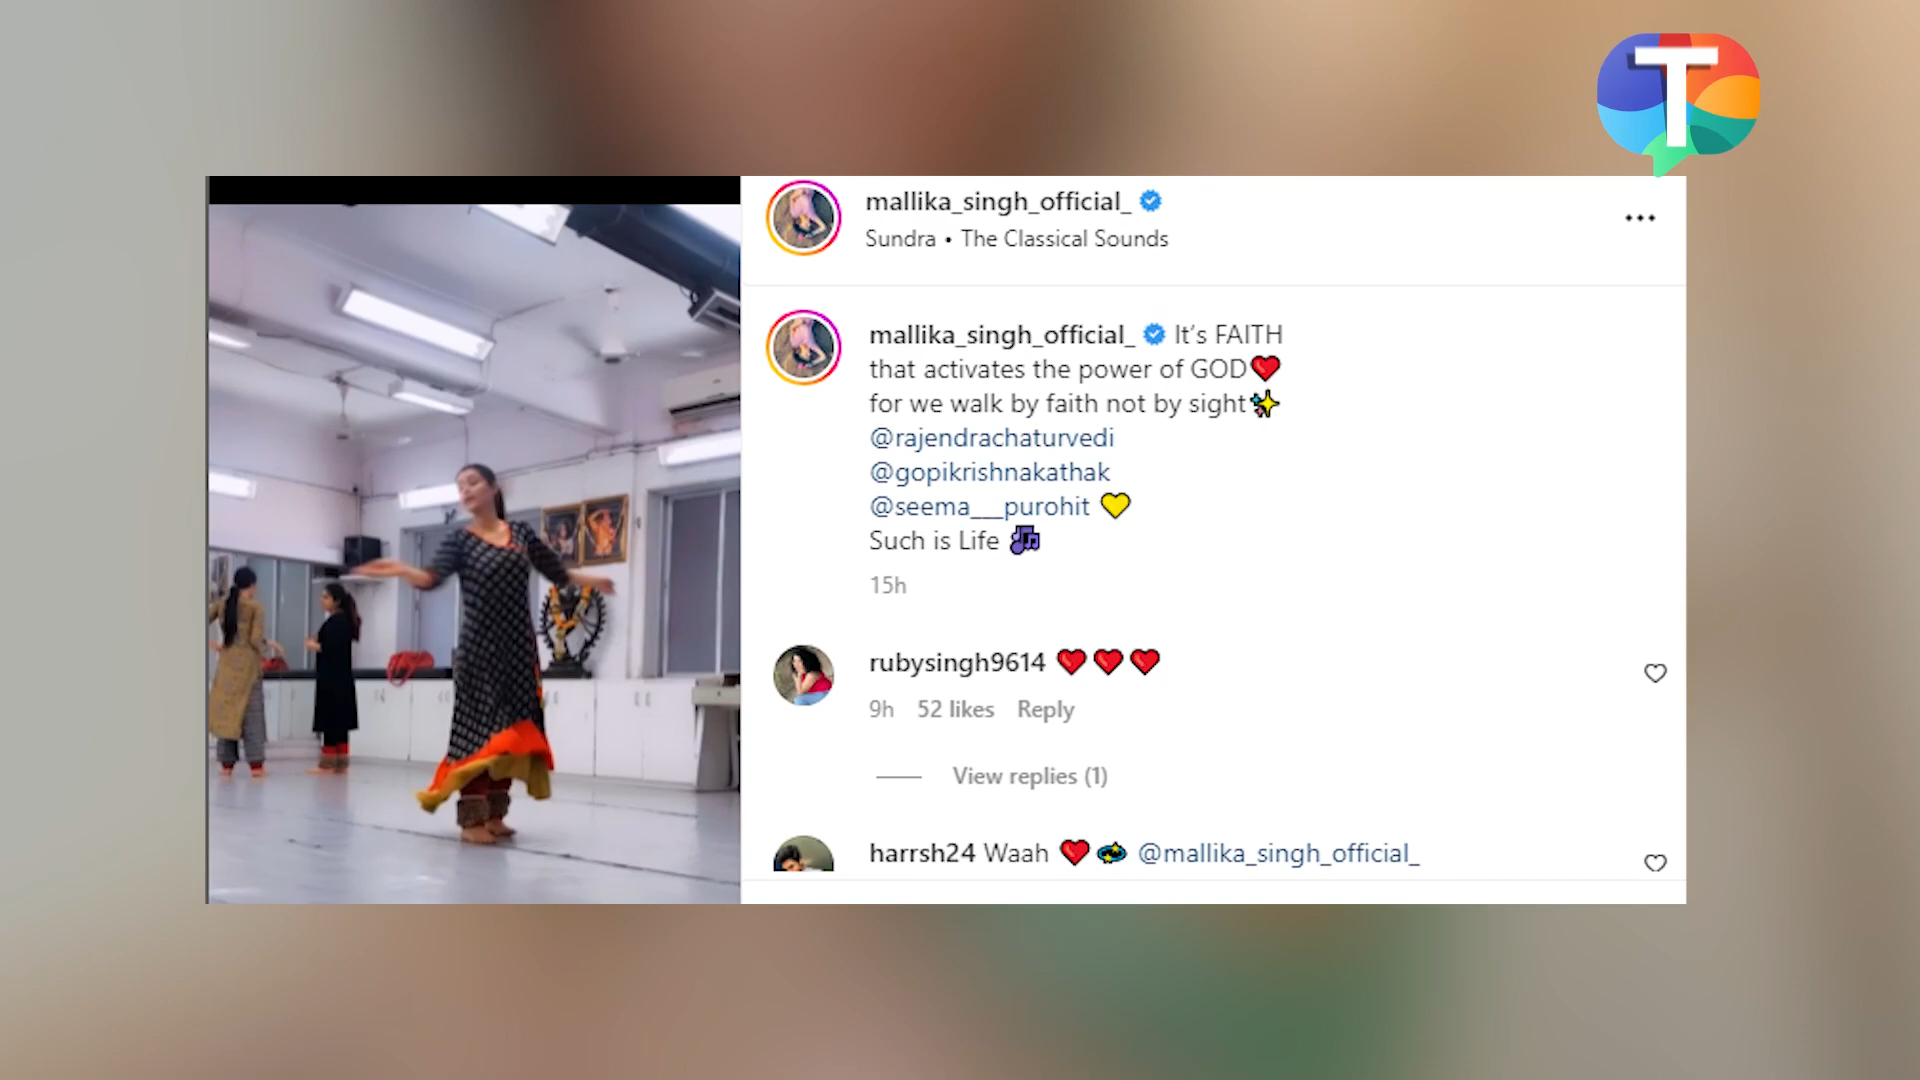 T
mallika_singh_official_
Sundra • The Classical Sounds
mallika_singh_official_ It’s FAITH
that activates the power of GOD❤️
for we walk by faith not by sight✨
@rajendrachaturvedi
@gopikrishnakathak
@seema___purohit 💛
Such is Life 🎶
15h
rubysingh9614 ❤️❤️❤️
9h 52 likes Reply
View replies (1)
harrsh24 Waah ❤️💫 @mallika_singh_official_